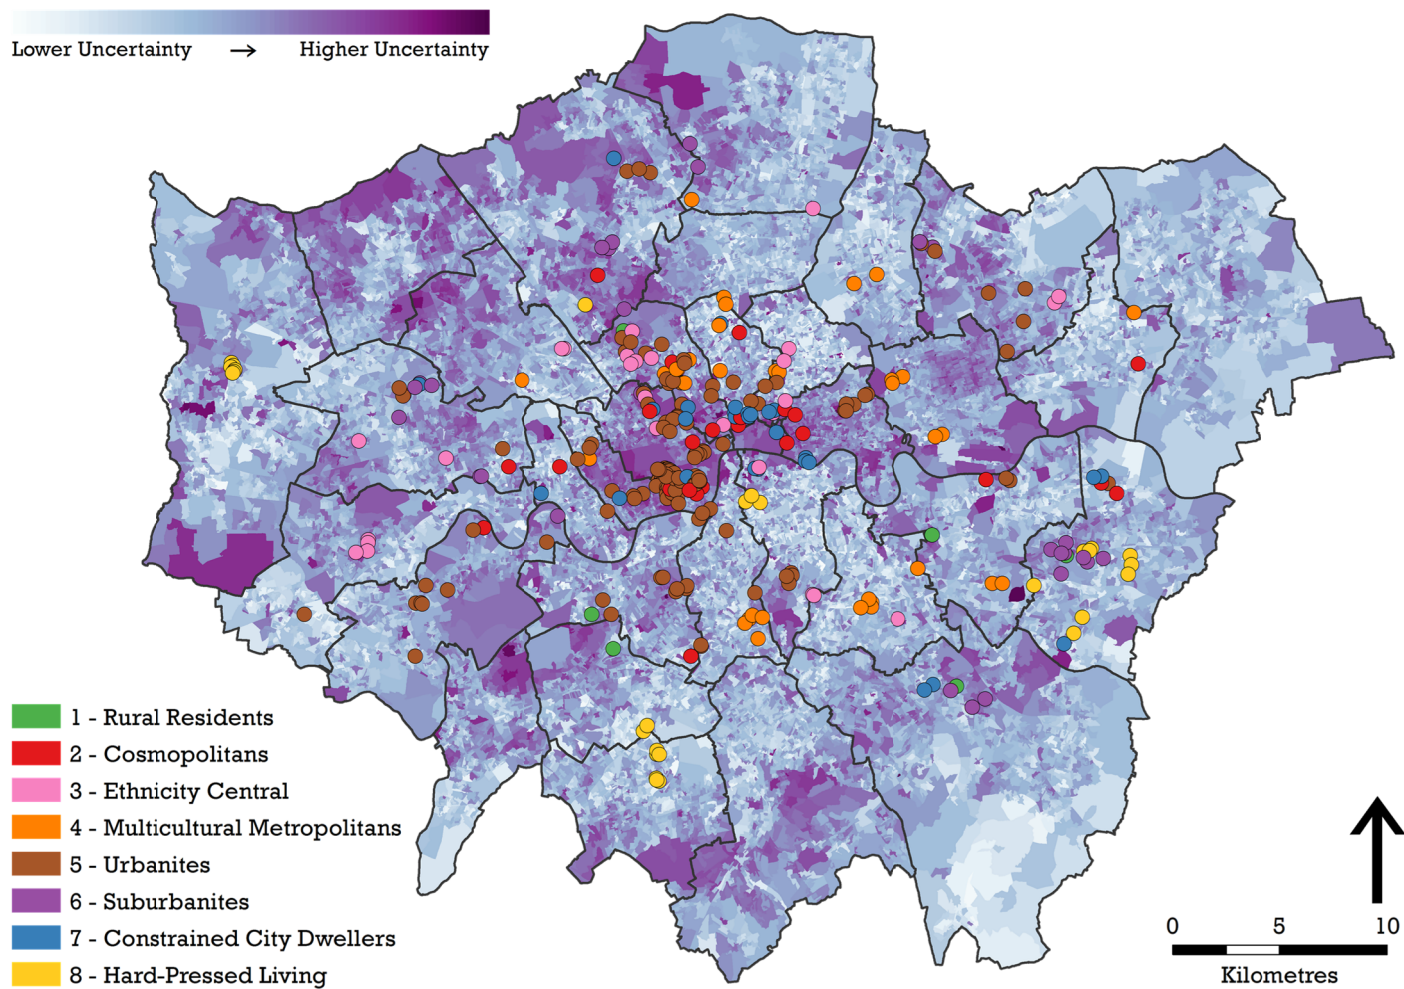 Lower Uncertainty → Higher Uncertainty
1 - Rural Residents
2 - Cosmopolitans
3 - Ethnicity Central
4 - Multicultural Metropolitans
5 - Urbanites
6 - Suburbanites
7 - Constrained City Dwellers
8 - Hard-Pressed Living
0 5 10
Kilometres